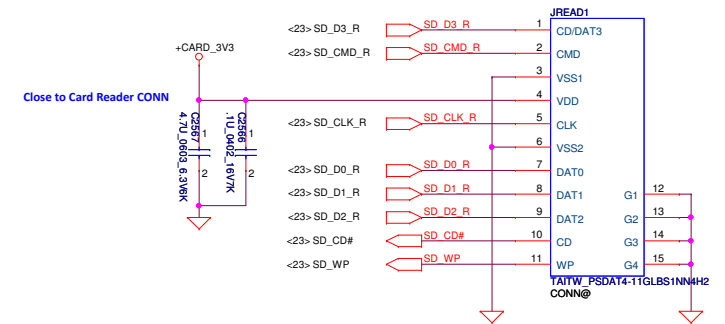 JREAD1
<23> SD_D3_R SD_D3_R 1 CD/DAT3
<23> SD_CMD_R SD_CMD_R 2 CMD
+CARD_3V3
3 VSS1
Close to Card Reader CONN
4 VDD
<23> SD_CLK_R SD_CLK_R 5 CLK
6 VSS2
C2567
4.7U_0603_6.3V6K
1
2
C2566
.1U_0402_16V7K
1
2
<23> SD_D0_R SD_D0_R 7 DAT0
<23> SD_D1_R SD_D1_R 8 DAT1 G1 12
<23> SD_D2_R SD_D2_R 9 DAT2 G2 13
<23> SD_CD# SD_CD# 10 CD G3 14
<23> SD_WP SD_WP 11 WP G4 15
TAITW_PSDAT4-11GLBS1NN4H2
CONN@